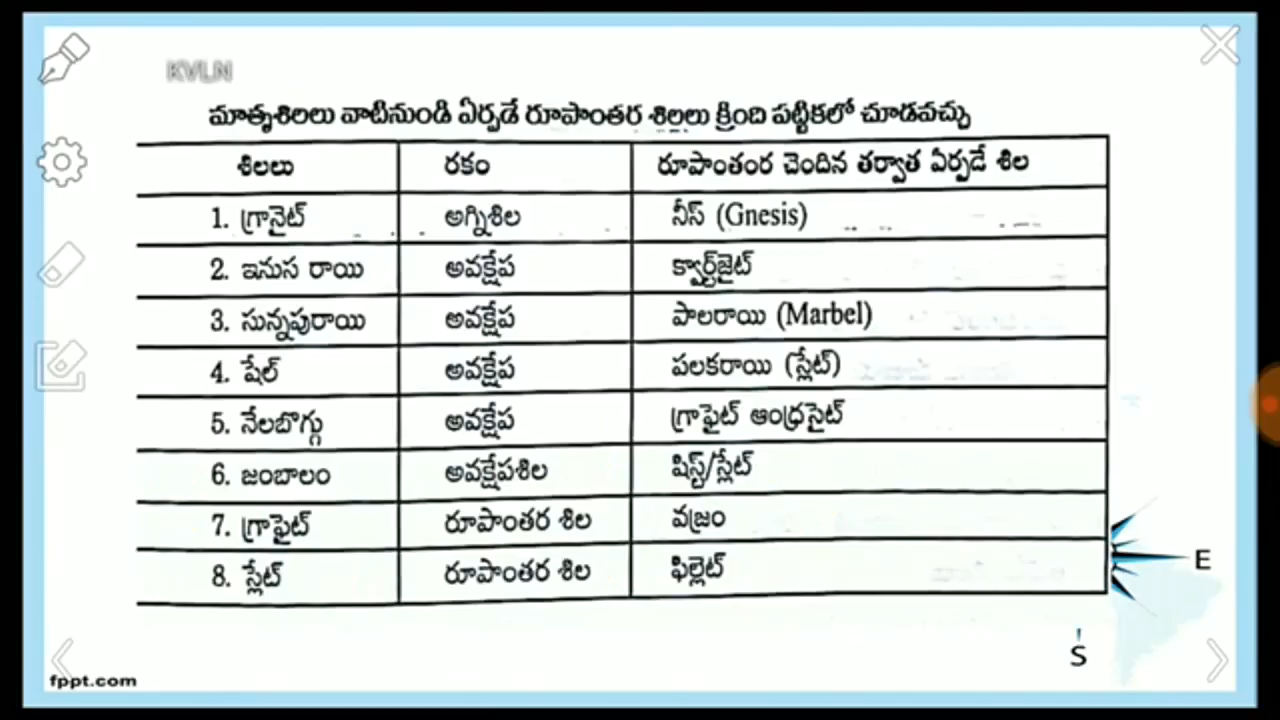 KVLN
మాతృశిలలు వాటినుండి ఏర్పడే రూపాంతర శిలలు క్రింది పట్టికలో చూడవచ్చు
శిలలు రకం రూపాంతంర చెందిన తర్వాత ఏర్పడే శిల
1. గ్రానైట్ అగ్నిశిల నీస్ (Gnesis)
2. ఇనుస రాయి అవక్షేప క్వార్ట్‌జైట్
3. సున్నపురాయి అవక్షేప పాలరాయి (Marbel)
4. షేల్ అవక్షేప పలకరాయి (స్లేట్)
5. నేలబొగ్గు అవక్షేప గ్రాఫైట్ ఆంధ్రసైట్
6. జంబాలం అవక్షేపశిల షిస్ట్/స్లేట్
7. గ్రాఫైట్ రూపాంతర శిల వజ్రం
8. స్లేట్ రూపాంతర శిల ఫిల్లెట్
E
S
fppt.com